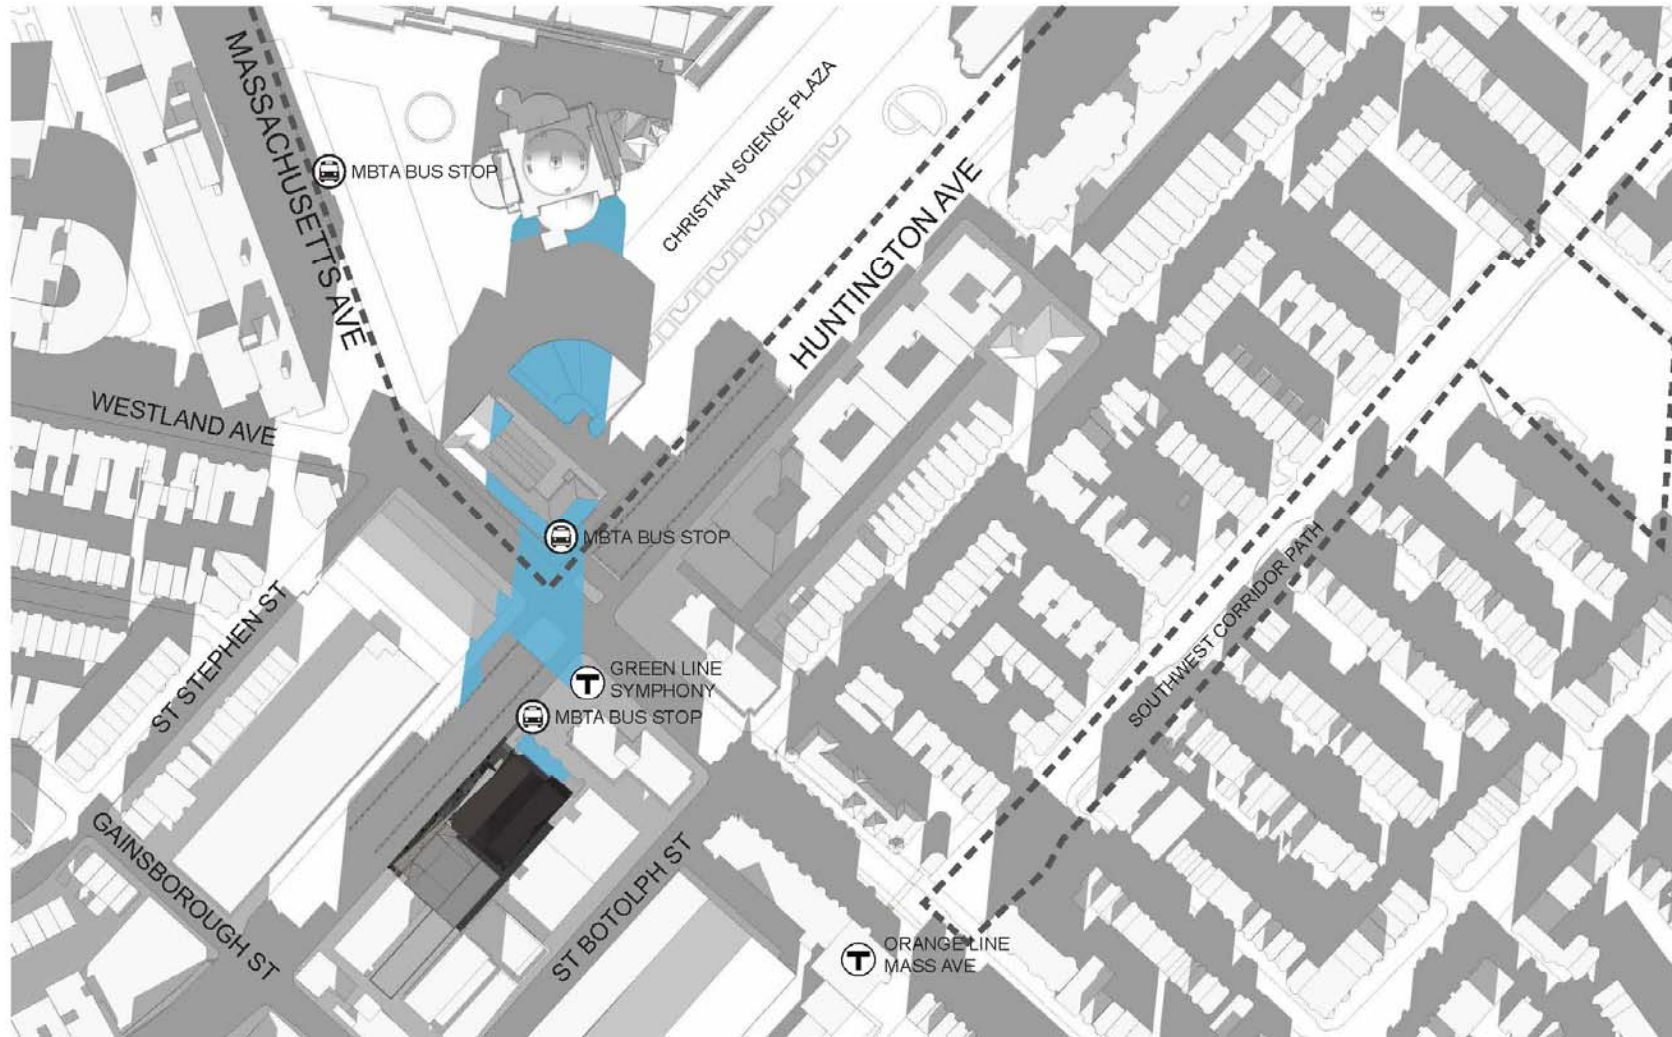 MASSACHUSETTS AVE
MBTA BUS STOP
CHRISTIAN SCIENCE PLAZA
HUNTINGTON AVE
WESTLAND AVE
MBTA BUS STOP
SOUTHWEST CORRIDOR PATH
ST STEPHEN ST
T
GREEN LINE
SYMPHONY
MBTA BUS STOP
GAINSBOROUGH ST
ST BOTOLPH ST
T
ORANGE LINE
MASS AVE